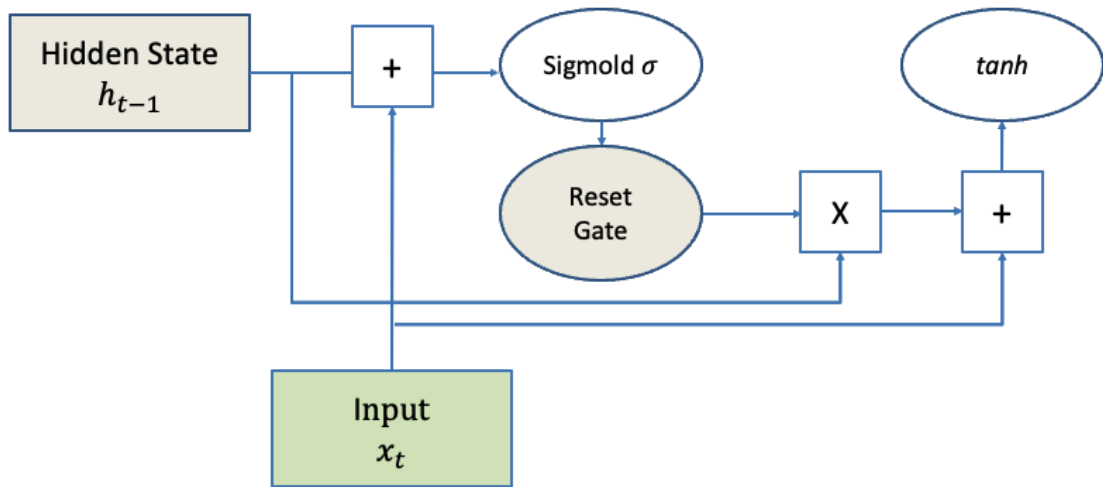 Hidden State
h_{t−1}
+
Sigmold σ
tanh
Reset
Gate
X
+
Input
x_t